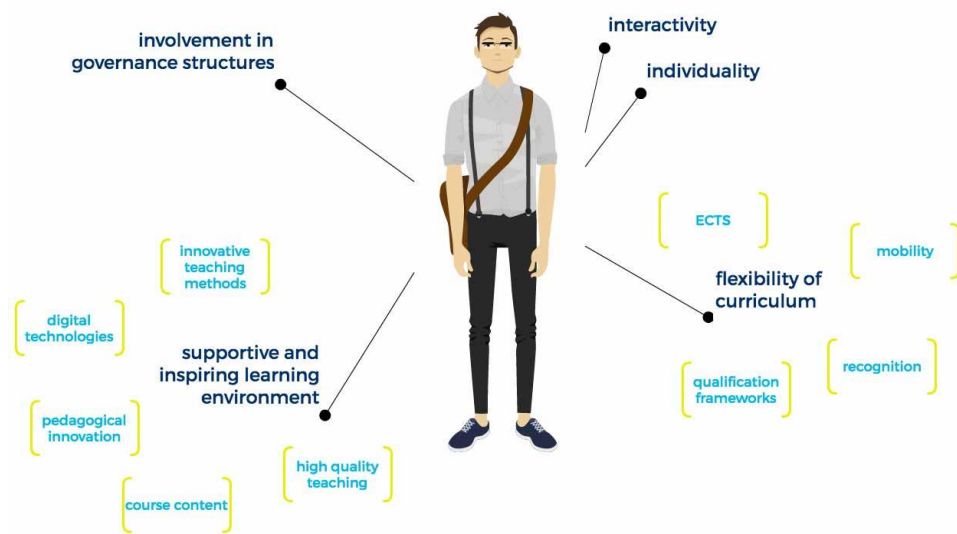 involvement in
governance structures
interactivity
individuality
innovative
teaching
methods
digital
technologies
supportive and
inspiring learning
environment
pedagogical
innovation
high quality
teaching
course content
ECTS
mobility
flexibility of
curriculum
recognition
qualification
frameworks